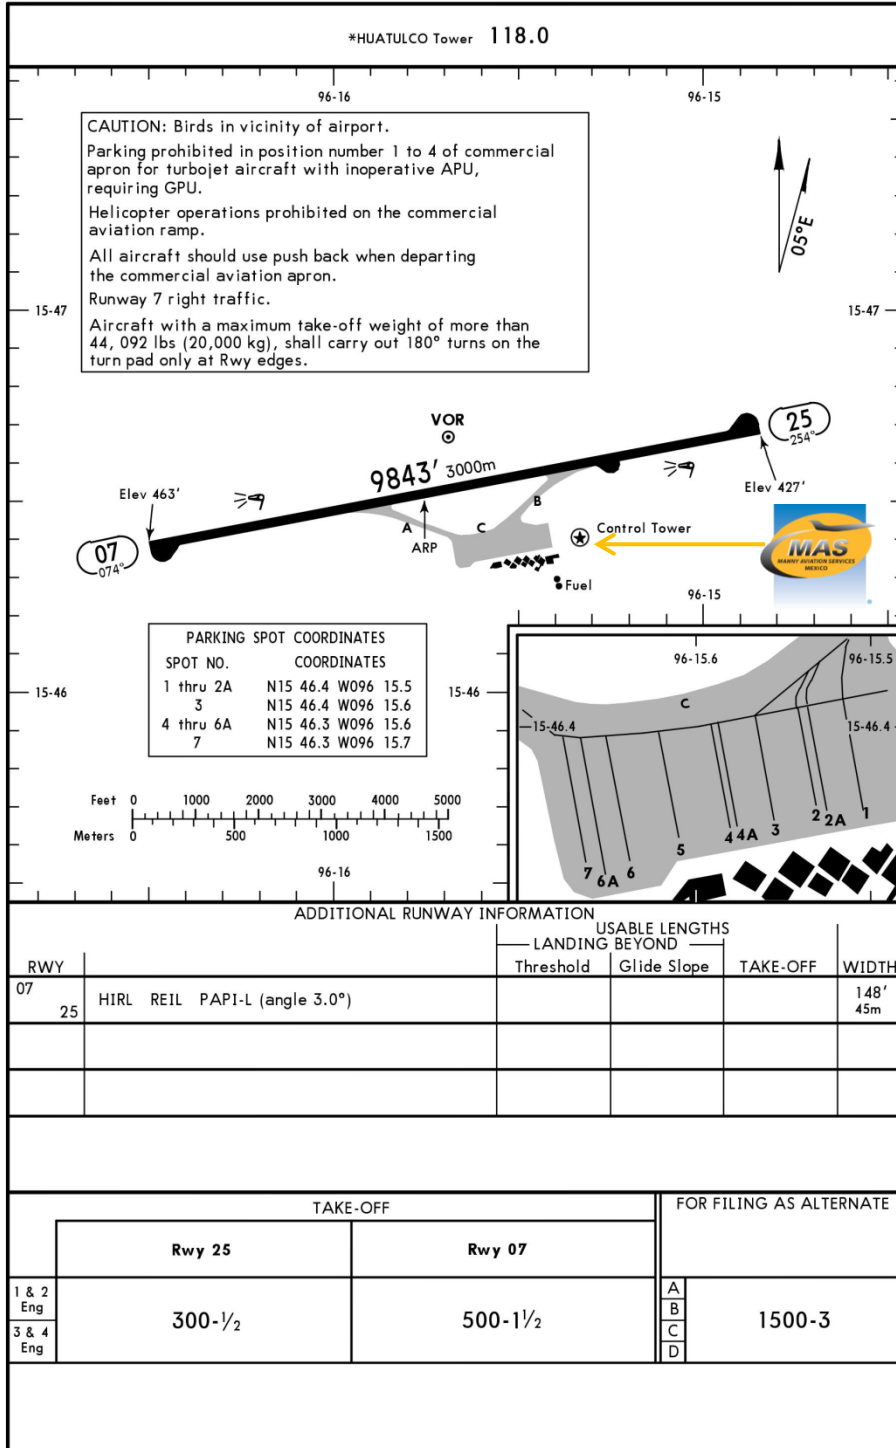 *HUATULCO Tower 118.0
96-16
96-15
CAUTION: Birds in vicinity of airport.
Parking prohibited in position number 1 to 4 of commercial
apron for turbojet aircraft with inoperative APU,
requiring GPU.
Helicopter operations prohibited on the commercial
aviation ramp.
All aircraft should use push back when departing
the commercial aviation apron.
Runway 7 right traffic.
Aircraft with a maximum take-off weight of more than
44, 092 lbs (20,000 kg), shall carry out 180° turns on the
turn pad only at Rwy edges.
05°E
15-47
15-47
VOR
25
254°
9843' 3000m
Elev 463'
Elev 427'
A
B
C
ARP
07
074°
Control Tower
MAS
MANNY AVIATION SERVICES
MEXICO
Fuel
96-15
PARKING SPOT COORDINATES
SPOT NO. COORDINATES
1 thru 2A N15 46.4 W096 15.5
3 N15 46.4 W096 15.6
4 thru 6A N15 46.3 W096 15.6
7 N15 46.3 W096 15.7
15-46
15-46
96-15.6
96-15.5
C
15-46.4
15-46.4
7 6A 6 5 4 4A 3 2 2A 1
Feet 0 1000 2000 3000 4000 5000
Meters 0 500 1000 1500
96-16
ADDITIONAL RUNWAY INFORMATION
USABLE LENGTHS
LANDING BEYOND
RWY Threshold Glide Slope TAKE-OFF WIDTH
07 25 HIRL REIL PAPI-L (angle 3.0°) 148'
45m
TAKE-OFF FOR FILING AS ALTERNATE
Rwy 25 Rwy 07
1 & 2
Eng
3 & 4
Eng
300-½ 500-1½
A
B
C
D
1500-3